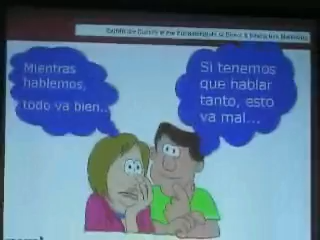 Mientras
hablemos,
todo va bien...
Si tenemos
que hablar
tanto, esto
va mal...